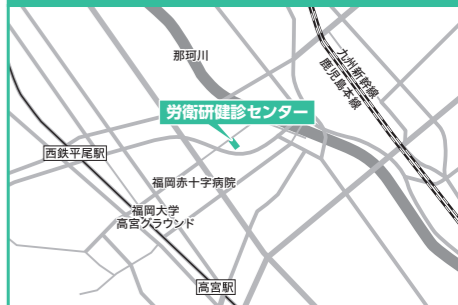 那珂川
九州新幹線
鹿児島本線
労衛研健診センター
西鉄平尾駅
福岡赤十字病院
福岡大学
高宮グラウンド
高宮駅